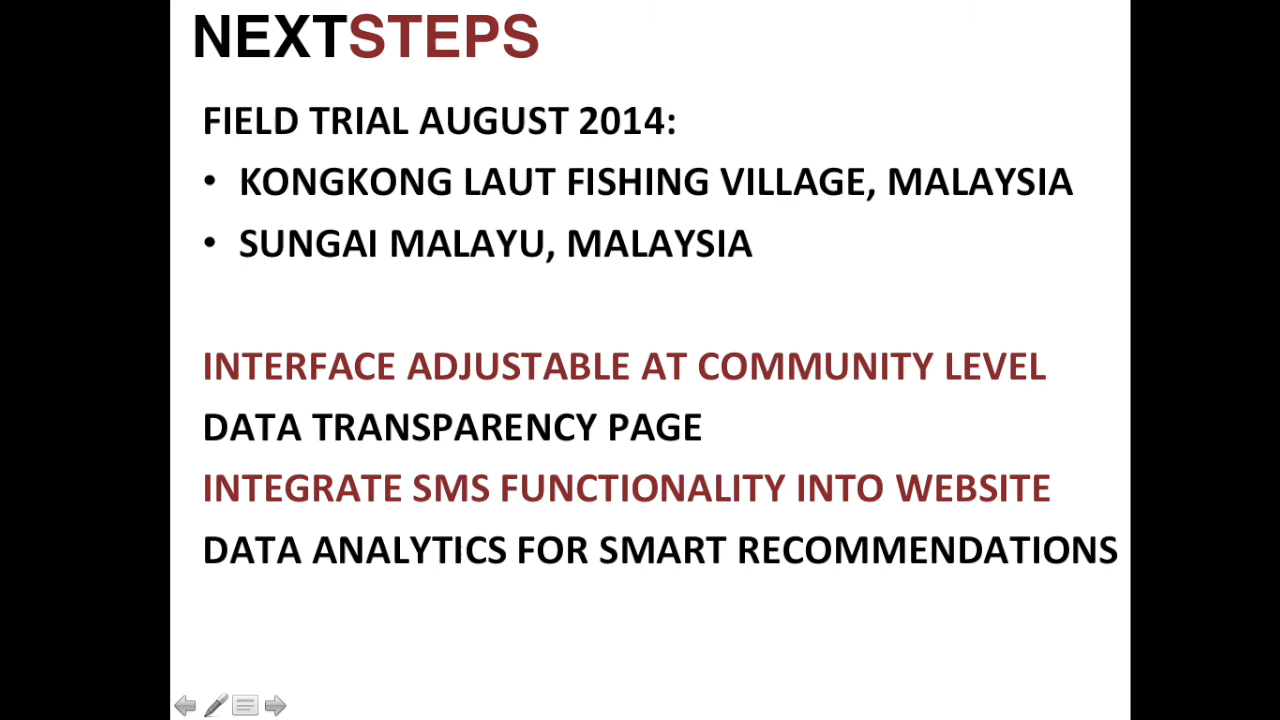 NEXTSTEPS
FIELD TRIAL AUGUST 2014:
• KONGKONG LAUT FISHING VILLAGE, MALAYSIA
• SUNGAI MALAYU, MALAYSIA
INTERFACE ADJUSTABLE AT COMMUNITY LEVEL
DATA TRANSPARENCY PAGE
INTEGRATE SMS FUNCTIONALITY INTO WEBSITE
DATA ANALYTICS FOR SMART RECOMMENDATIONS